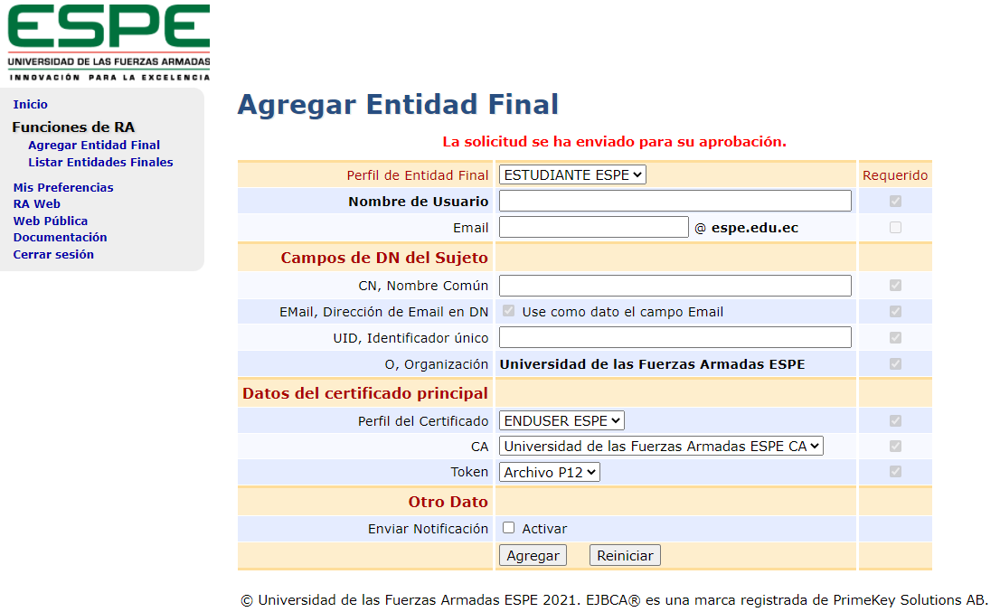 ESPE
UNIVERSIDAD DE LAS FUERZAS ARMADAS
INNOVACIÓN PARA LA EXCELENCIA
Inicio
Funciones de RA
Agregar Entidad Final
Listar Entidades Finales
Mis Preferencias
RA Web
Web Pública
Documentación
Cerrar sesión
Agregar Entidad Final
La solicitud se ha enviado para su aprobación.
Perfil de Entidad Final ESTUDIANTE ESPE Requerido
Nombre de Usuario
Email @ espe.edu.ec
Campos de DN del Sujeto
CN, Nombre Común
EMail, Dirección de Email en DN Use como dato el campo Email
UID, Identificador único
O, Organización Universidad de las Fuerzas Armadas ESPE
Datos del certificado principal
Perfil del Certificado ENDUSER ESPE
CA Universidad de las Fuerzas Armadas ESPE CA
Token Archivo P12
Otro Dato
Enviar Notificación Activar
Agregar Reiniciar
© Universidad de las Fuerzas Armadas ESPE 2021. EJBCA® es una marca registrada de PrimeKey Solutions AB.